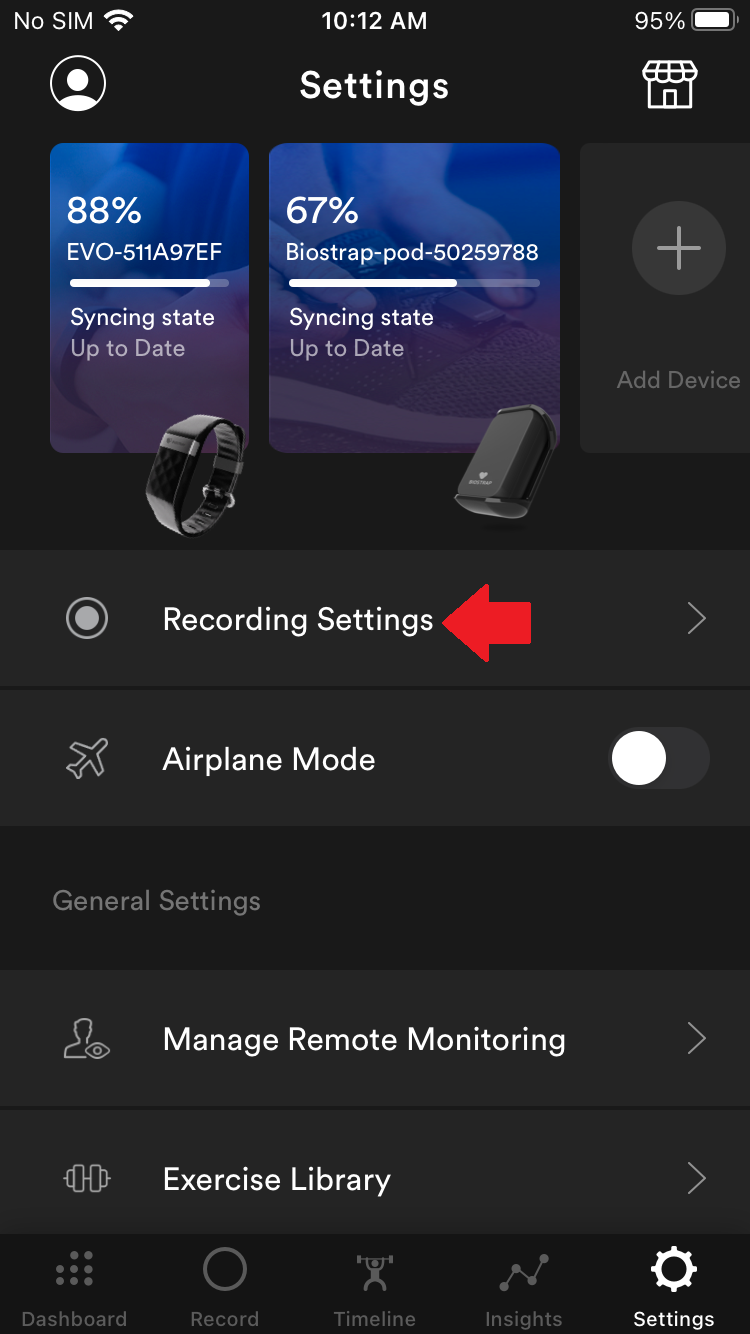 No SIM 10:12 AM 95%
Settings
88%
EVO-511A97EF
Syncing state
Up to Date
67%
Biostrap-pod-50259788
Syncing state
Up to Date
BIOSTRAP
Add Device
Recording Settings
Airplane Mode
General Settings
Manage Remote Monitoring
Exercise Library
Dashboard Record Timeline Insights Settings